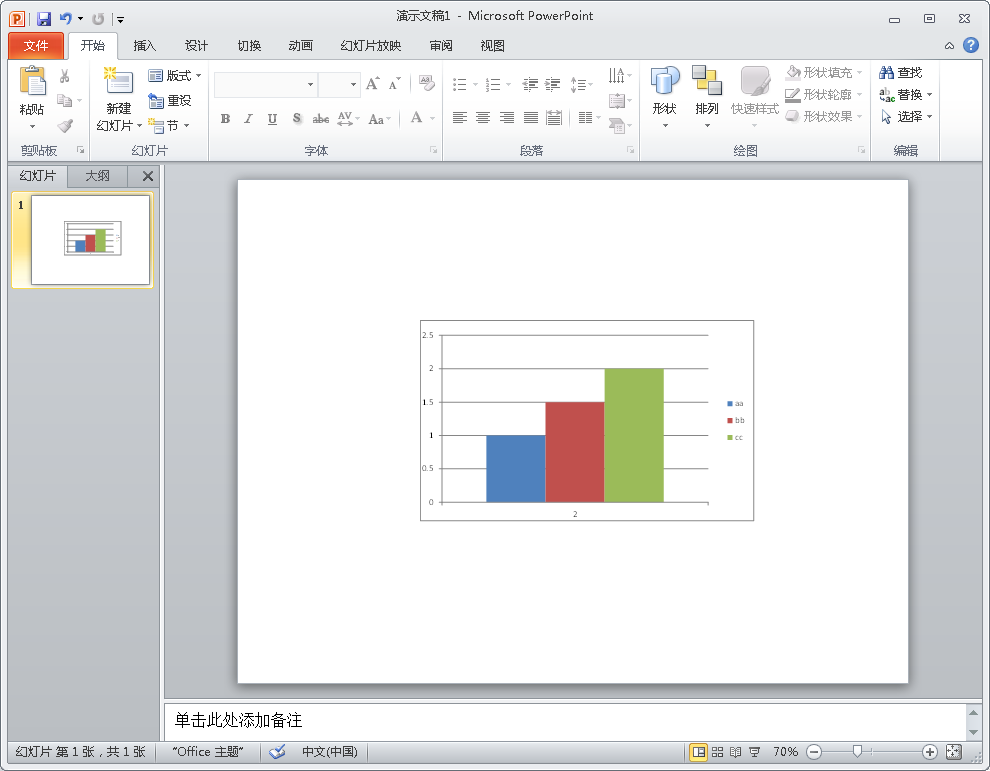 演示文稿1 - Microsoft PowerPoint
文件 开始 插入 设计 切换 动画 幻灯片放映 审阅 视图
粘贴
剪贴板
新建
幻灯片
版式
重设
节
幻灯片
B I U S abc AV Aa A
字体
段落
形状
排列
快速样式
形状填充
形状轮廓
形状效果
绘图
查找
替换
选择
编辑
幻灯片 大纲
1
2.5
2
1.5
1
0.5
0
2
aa
bb
cc
单击此处添加备注
幻灯片 第 1 张，共 1 张 "Office 主题" 中文(中国) 70%